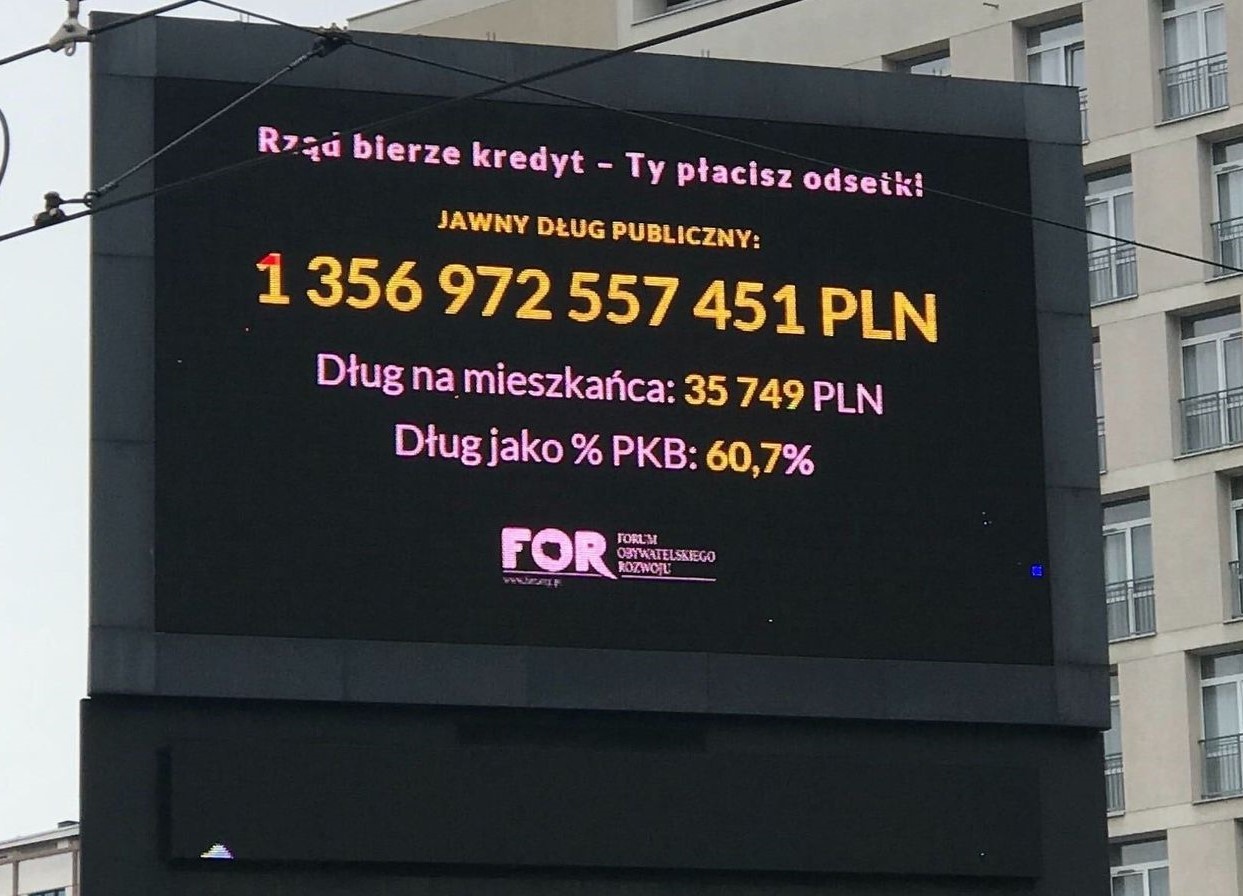 Rząd bierze kredyt – Ty płacisz odsetki
JAWNY DŁUG PUBLICZNY:
1 356 972 557 451 PLN
Dług na mieszkańca: 35 749 PLN
Dług jako % PKB: 60,7%
FOR
FORUM
OBYWATELSKIEGO
ROZWOJU